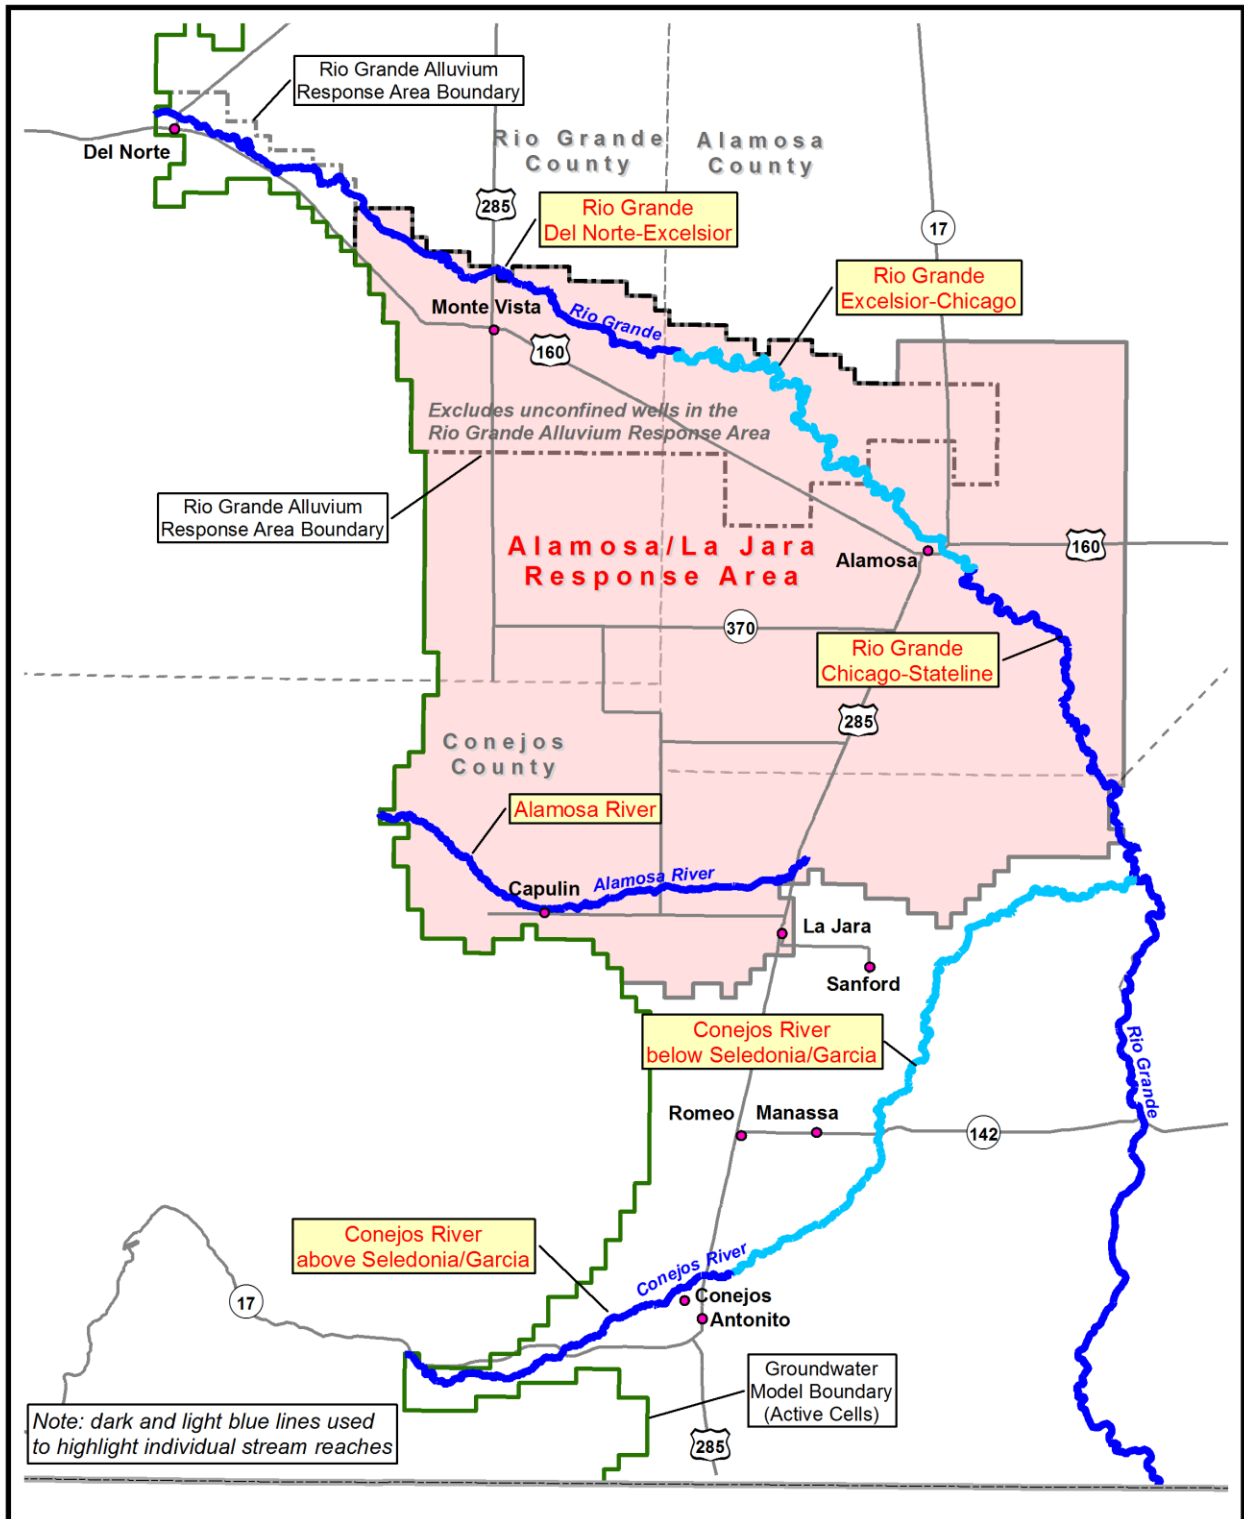 Rio Grande Alluvium
Response Area Boundary
Del Norte
Rio Grande
County
Alamosa
County
285
Rio Grande
Del Norte-Excelsior
17
Rio Grande
Excelsior-Chicago
Monte Vista
Rio Grande
160
Excludes unconfined wells in the
Rio Grande Alluvium Response Area
Rio Grande Alluvium
Response Area Boundary
Alamosa/La Jara
Response Area
Alamosa
160
370
Rio Grande
Chicago-Stateline
285
Conejos
County
Alamosa River
Alamosa River
Capulin
La Jara
Sanford
Conejos River
below Seledonia/Garcia
Rio Grande
Romeo
Manassa
142
Conejos River
above Seledonia/Garcia
Conejos River
17
Conejos
Antonito
Groundwater
Model Boundary
(Active Cells)
Note: dark and light blue lines used
to highlight individual stream reaches
285